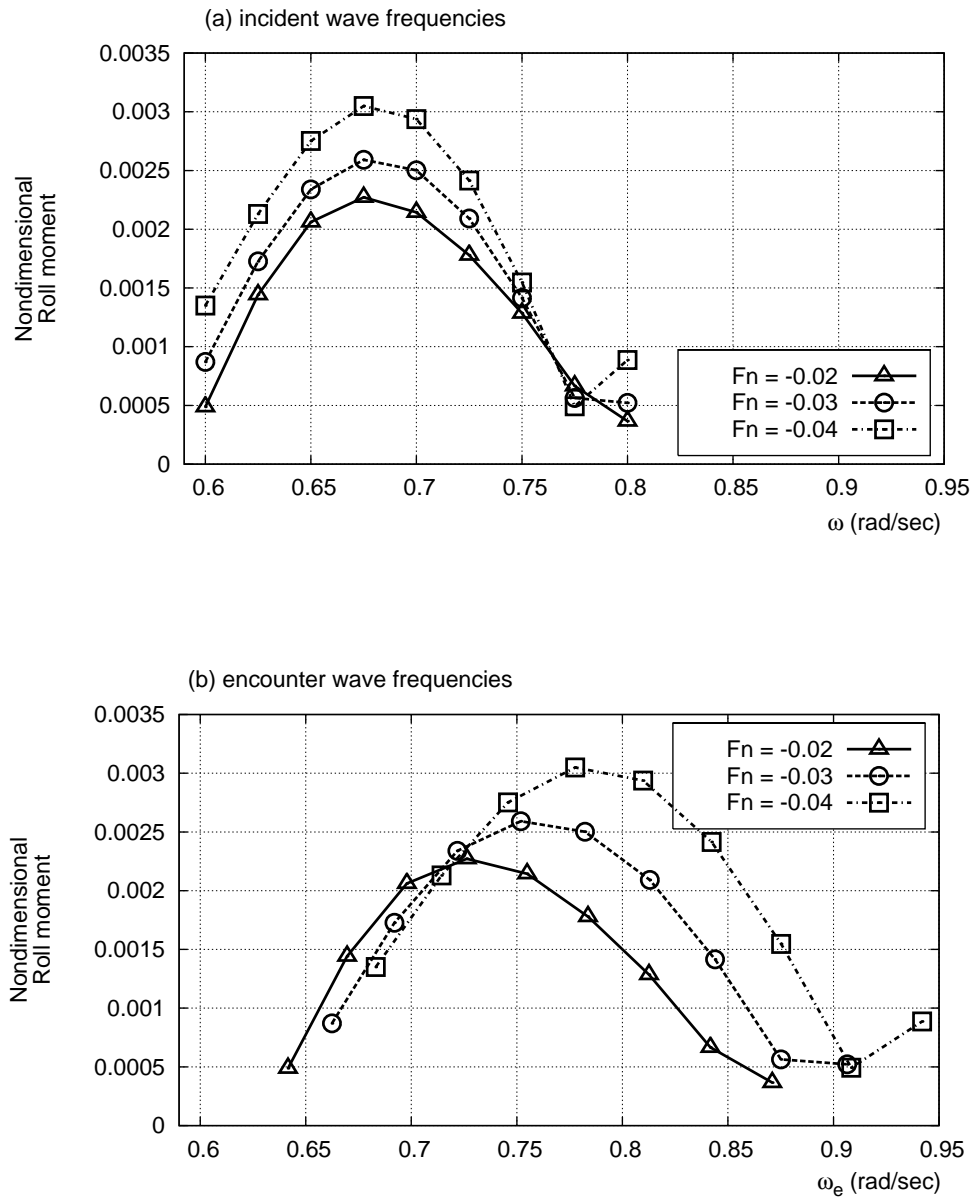 (a) incident wave frequencies
Nondimensional
Roll moment
0.0035
0.003
0.0025
0.002
0.0015
0.001
0.0005
0
Fn = -0.02
Fn = -0.03
Fn = -0.04
0.6 0.65 0.7 0.75 0.8 0.85 0.9 0.95
ω (rad/sec)
(b) encounter wave frequencies
Nondimensional
Roll moment
0.0035
0.003
0.0025
0.002
0.0015
0.001
0.0005
0
Fn = -0.02
Fn = -0.03
Fn = -0.04
0.6 0.65 0.7 0.75 0.8 0.85 0.9 0.95
ωe (rad/sec)